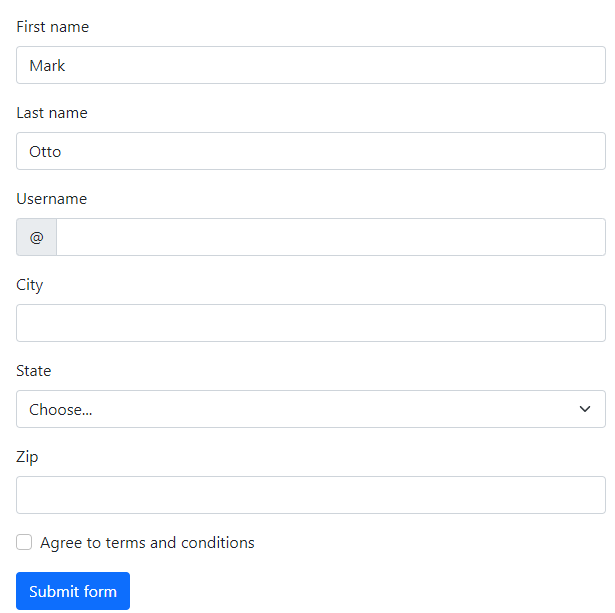 First name
Mark
Last name
Otto
Username
@
City
State
Choose...
Zip
Agree to terms and conditions
Submit form